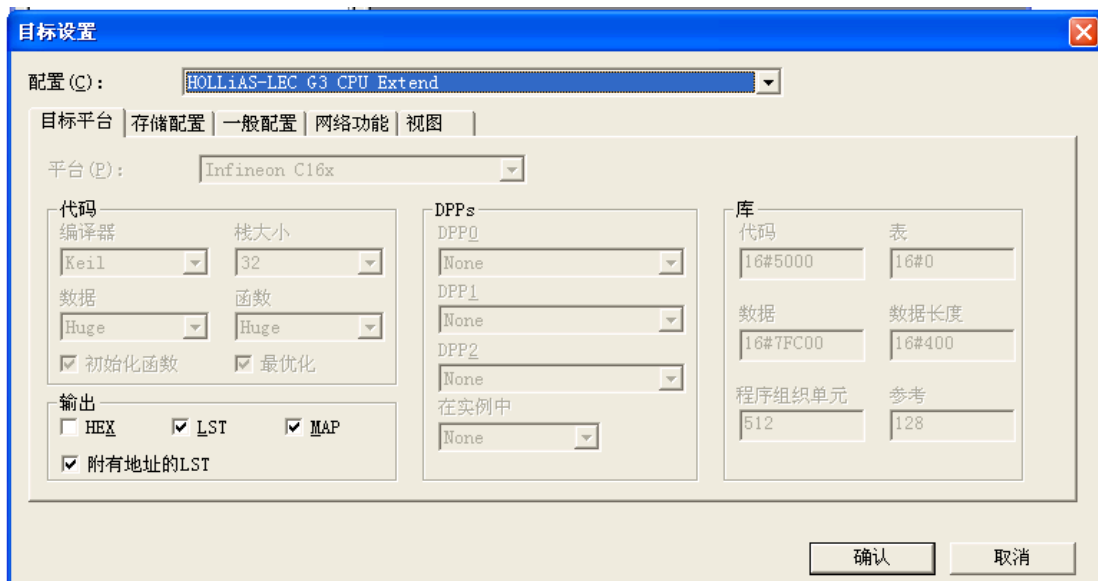 目标设置
配置(C): HOLLiAS-LEC G3 CPU Extend
目标平台 存储配置 一般配置 网络功能 视图
平台(P): Infineon C16x
代码
编译器 栈大小
Keil 32
数据 函数
Huge Huge
初始化函数 最优化
输出
HEX LST MAP
附有地址的LST
DPPs
DPP0
None
DPP1
None
DPP2
None
在实例中
None
库
代码 表
16#5000 16#0
数据 数据长度
16#7FC00 16#400
程序组织单元 参考
512 128
确认 取消